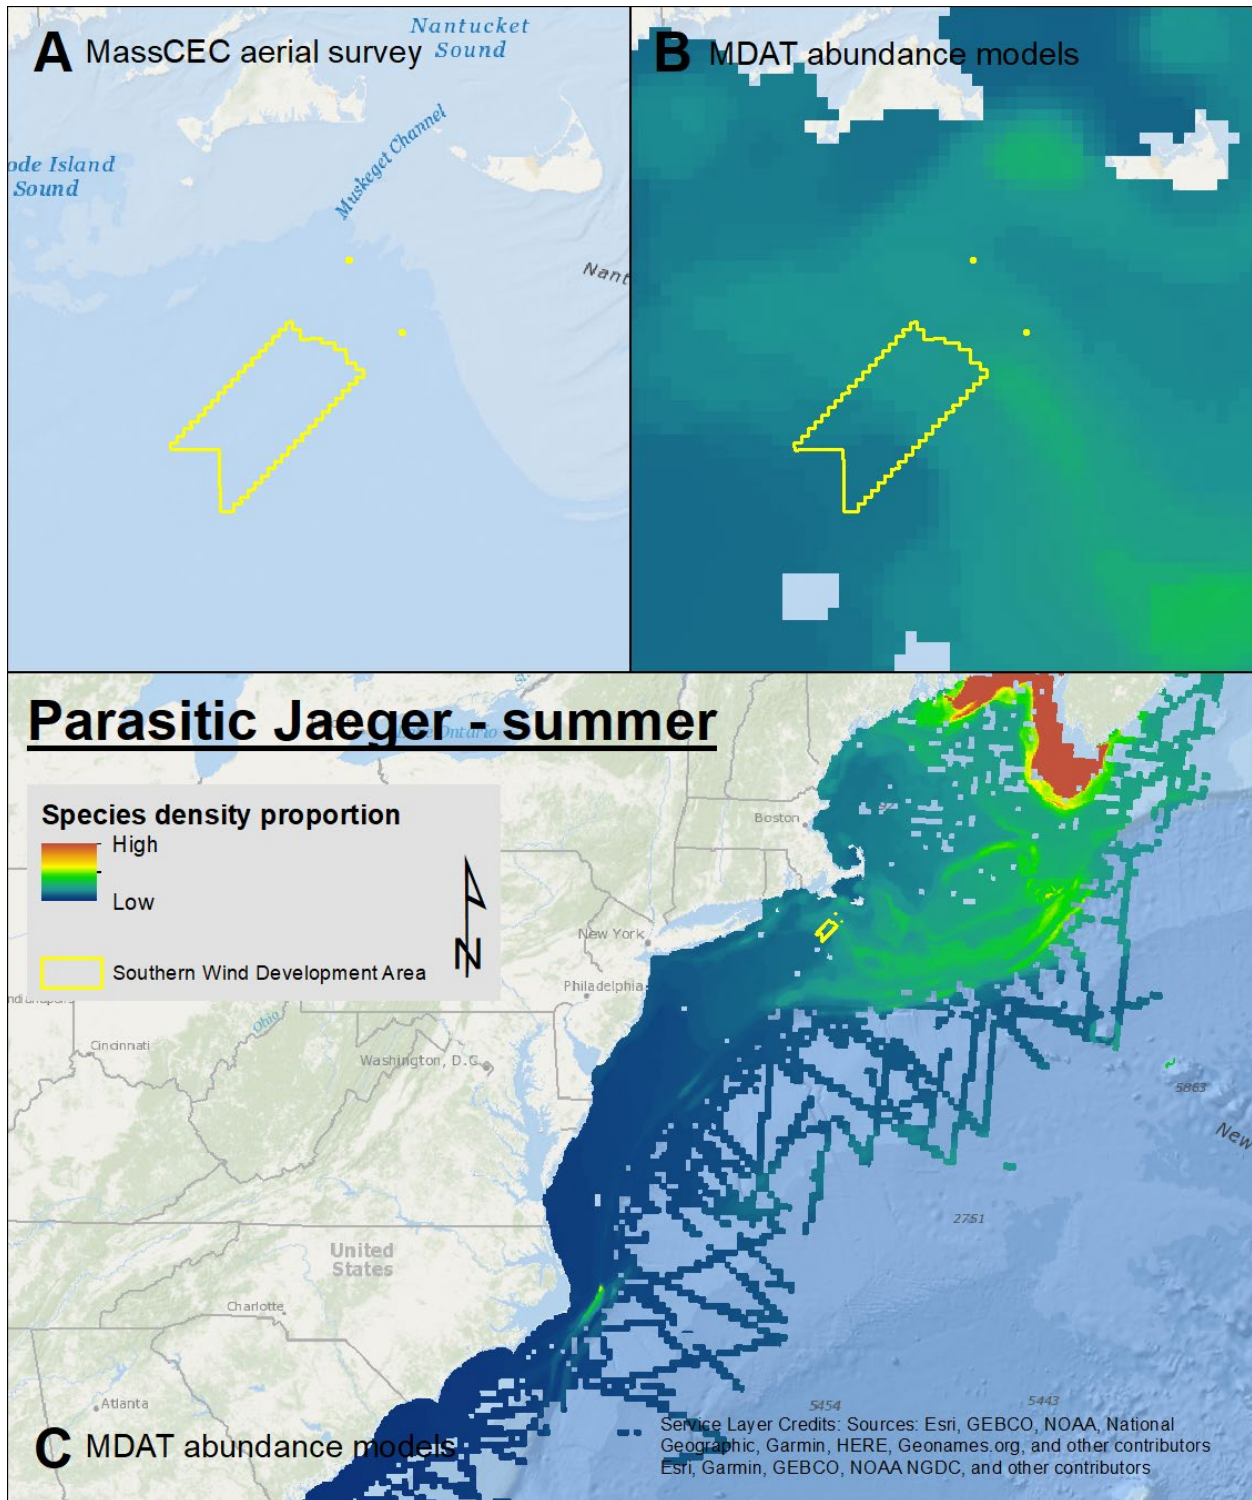 A MassCEC aerial survey
Nantucket
Sound
Muskeget Channel
ode Island
Sound
Nant
B MDAT abundance models
Parasitic Jaeger - summer
Ontario
Species density proportion
High
Low
N
Southern Wind Development Area
Boston
New York
Philadelphia
Ohio
Cincinnati
Washington, D.C.
United
States
Charlotte
Atlanta
5863
New
2751
5454
5443
C MDAT abundance models
Service Layer Credits: Sources: Esri, GEBCO, NOAA, National
Geographic, Garmin, HERE, Geonames.org, and other contributors
Esri, Garmin, GEBCO, NOAA NGDC, and other contributors